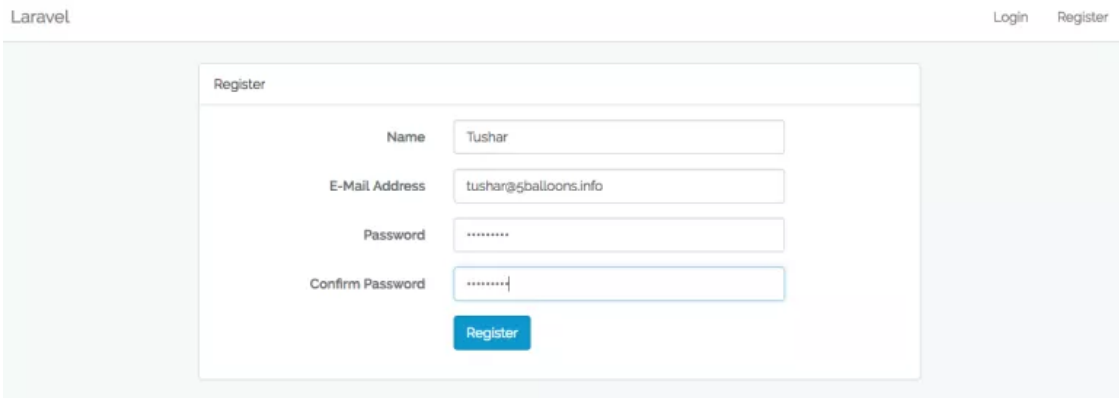 Laravel Login Register
Register
Name Tushar
E-Mail Address tushar@5balloons.info
Password •••••••••
Confirm Password •••••••••
Register